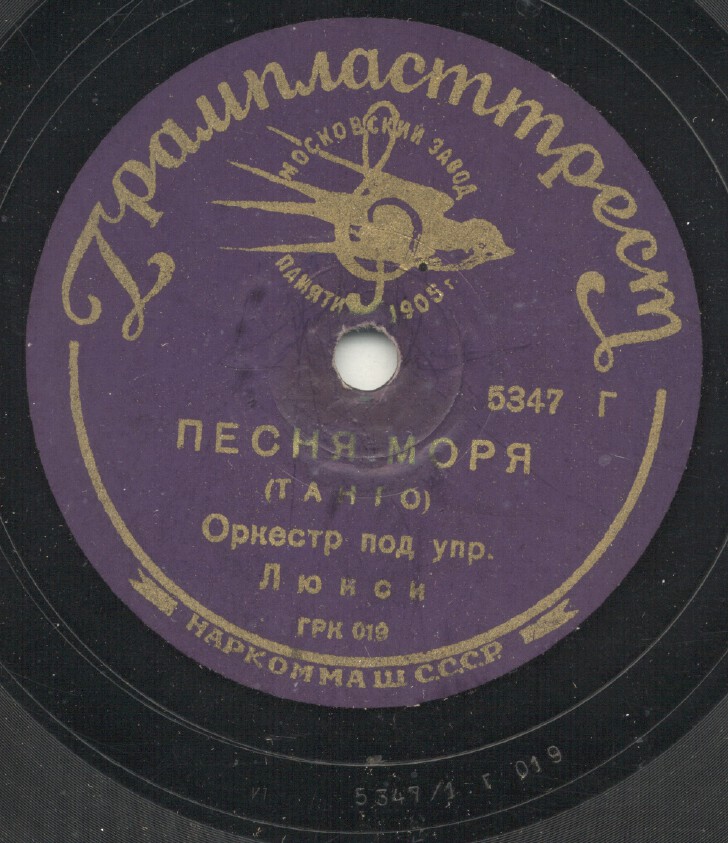 Грампласттрест
МОСКОВСКИЙ ЗАВОД
ПАМЯТИ 1905 г.
5347 Г
ПЕСНЯ МОРЯ
(ТАНГО)
Оркестр под упр.
Люкси
ГРК 019
НАРКОММАШ С.С.С.Р.
5347/1 Г 019